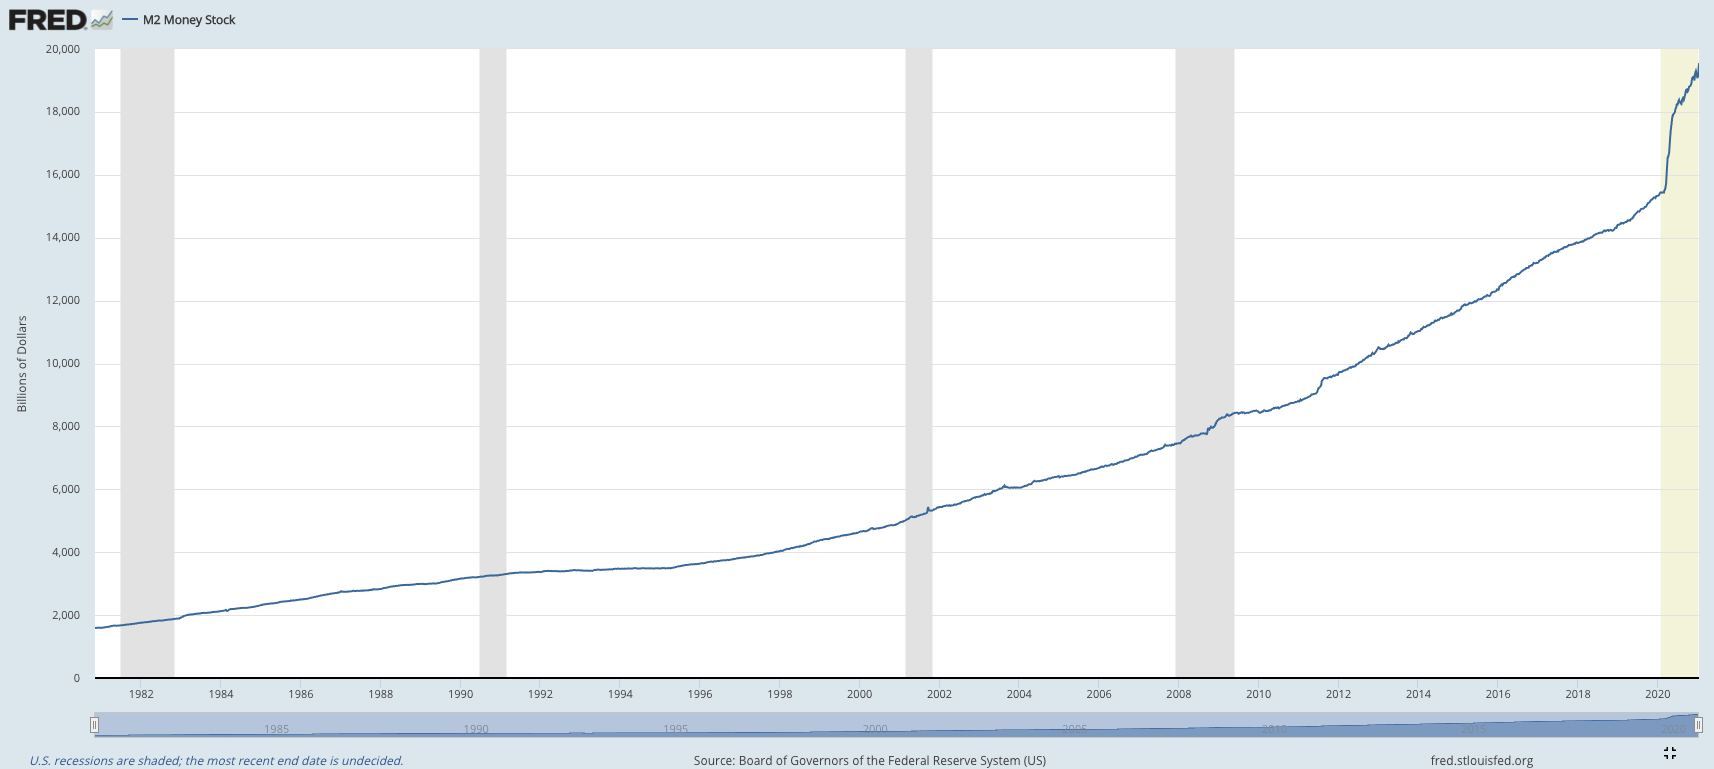 FRED M2 Money Stock
20,000
18,000
16,000
14,000
12,000
10,000
8,000
6,000
4,000
2,000
0
Billions of Dollars
1982 1984 1986 1988 1990 1992 1994 1996 1998 2000 2002 2004 2006 2008 2010 2012 2014 2016 2018 2020
1985 1990 1995 2000 2005 2010 2015 2020
U.S. recessions are shaded; the most recent end date is undecided. Source: Board of Governors of the Federal Reserve System (US) fred.stlouisfed.org